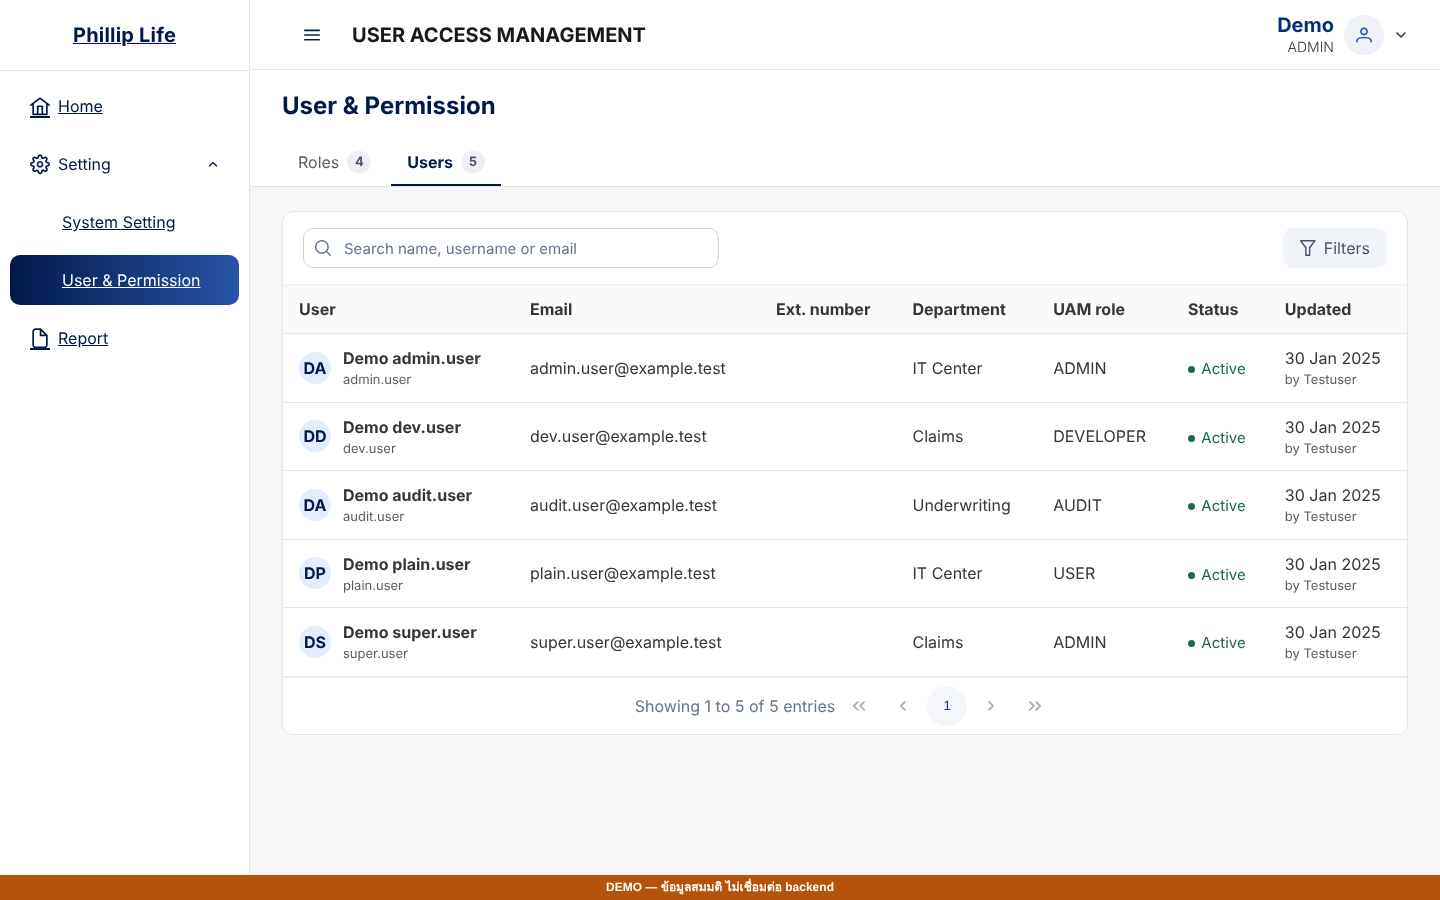 Phillip Life
USER ACCESS MANAGEMENT
Demo
ADMIN
Home
Setting
System Setting
User & Permission
Report
User & Permission
Roles 4
Users 5
Search name, username or email
Filters
User Email Ext. number Department UAM role Status Updated
DA Demo admin.user admin.user@example.test IT Center ADMIN Active 30 Jan 2025
admin.user by Testuser
DD Demo dev.user dev.user@example.test Claims DEVELOPER Active 30 Jan 2025
dev.user by Testuser
DA Demo audit.user audit.user@example.test Underwriting AUDIT Active 30 Jan 2025
audit.user by Testuser
DP Demo plain.user plain.user@example.test IT Center USER Active 30 Jan 2025
plain.user by Testuser
DS Demo super.user super.user@example.test Claims ADMIN Active 30 Jan 2025
super.user by Testuser
Showing 1 to 5 of 5 entries 1
DEMO — ข้อมูลสมมติ ไม่เชื่อมต่อ backend